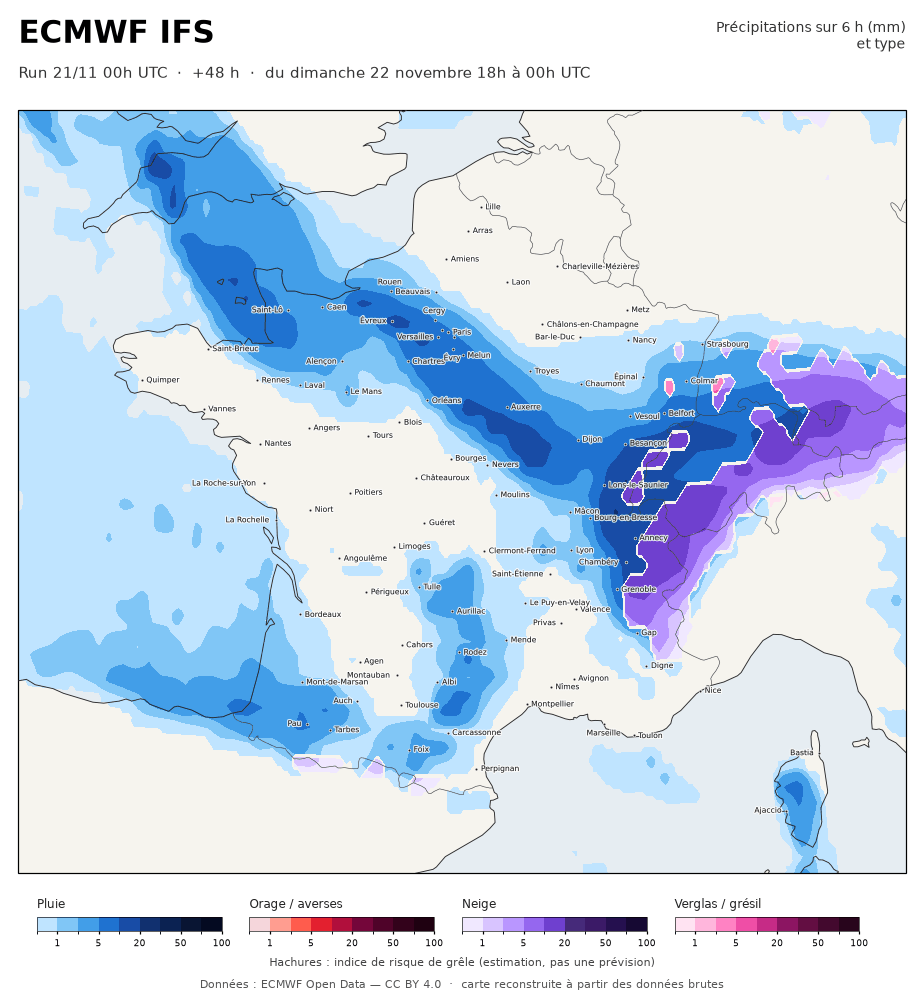 ECMWF IFS
Précipitations sur 6 h (mm)
et type
Run 21/11 00h UTC · +48 h · du dimanche 22 novembre 18h à 00h UTC
Lille
Arras
Amiens
Charleville-Mézières
Rouen
Laon
Beauvais
Saint-Lô
Caen
Cergy
Metz
Évreux
Châlons-en-Champagne
Versailles
Paris
Bar-le-Duc
Nancy
Strasbourg
Saint-Brieuc
Alençon
Chartres
Évry
Melun
Troyes
Épinal
Quimper
Rennes
Laval
Le Mans
Chaumont
Colmar
Vannes
Orléans
Auxerre
Vesoul
Belfort
Angers
Tours
Blois
Nantes
Dijon
Besançon
Bourges
Nevers
La Roche-sur-Yon
Châteauroux
Lons-le-Saunier
Poitiers
Moulins
Niort
Mâcon
La Rochelle
Guéret
Bourg-en-Bresse
Annecy
Limoges
Clermont-Ferrand
Lyon
Angoulême
Chambéry
Saint-Étienne
Périgueux
Tulle
Grenoble
Bordeaux
Aurillac
Le Puy-en-Velay
Valence
Privas
Gap
Cahors
Mende
Rodez
Agen
Digne
Montauban
Mont-de-Marsan
Albi
Avignon
Nîmes
Nice
Auch
Toulouse
Montpellier
Pau
Tarbes
Carcassonne
Marseille
Toulon
Foix
Bastia
Perpignan
Ajaccio
Pluie
Orage / averses
Neige
Verglas / grésil
1 5 20 50 100
1 5 20 50 100
1 5 20 50 100
1 5 20 50 100
Hachures : indice de risque de grêle (estimation, pas une prévision)
Données : ECMWF Open Data — CC BY 4.0 · carte reconstruite à partir des données brutes